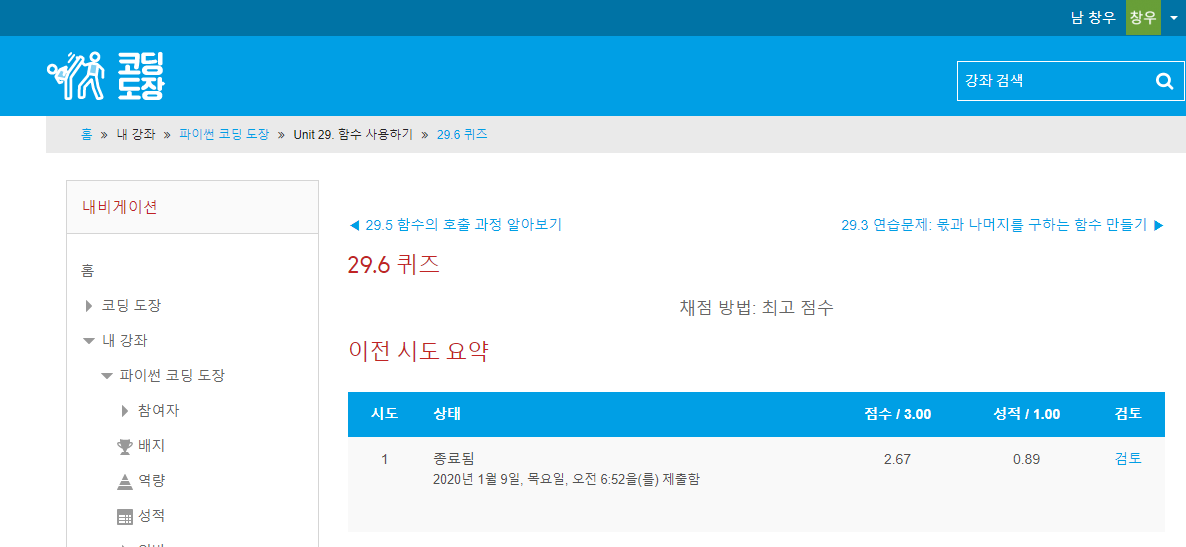 남 창우 창우
코딩
도장
강좌 검색
홈 » 내 강좌 » 파이썬 코딩 도장 » Unit 29. 함수 사용하기 » 29.6 퀴즈
내비게이션
홈
코딩 도장
내 강좌
파이썬 코딩 도장
참여자
배지
역량
성적
◀ 29.5 함수의 호출 과정 알아보기
29.3 연습문제: 몫과 나머지를 구하는 함수 만들기 ▶
29.6 퀴즈
채점 방법: 최고 점수
이전 시도 요약
시도 상태 점수 / 3.00 성적 / 1.00 검토
1 종료됨 2.67 0.89 검토
2020년 1월 9일, 목요일, 오전 6:52을(를) 제출함